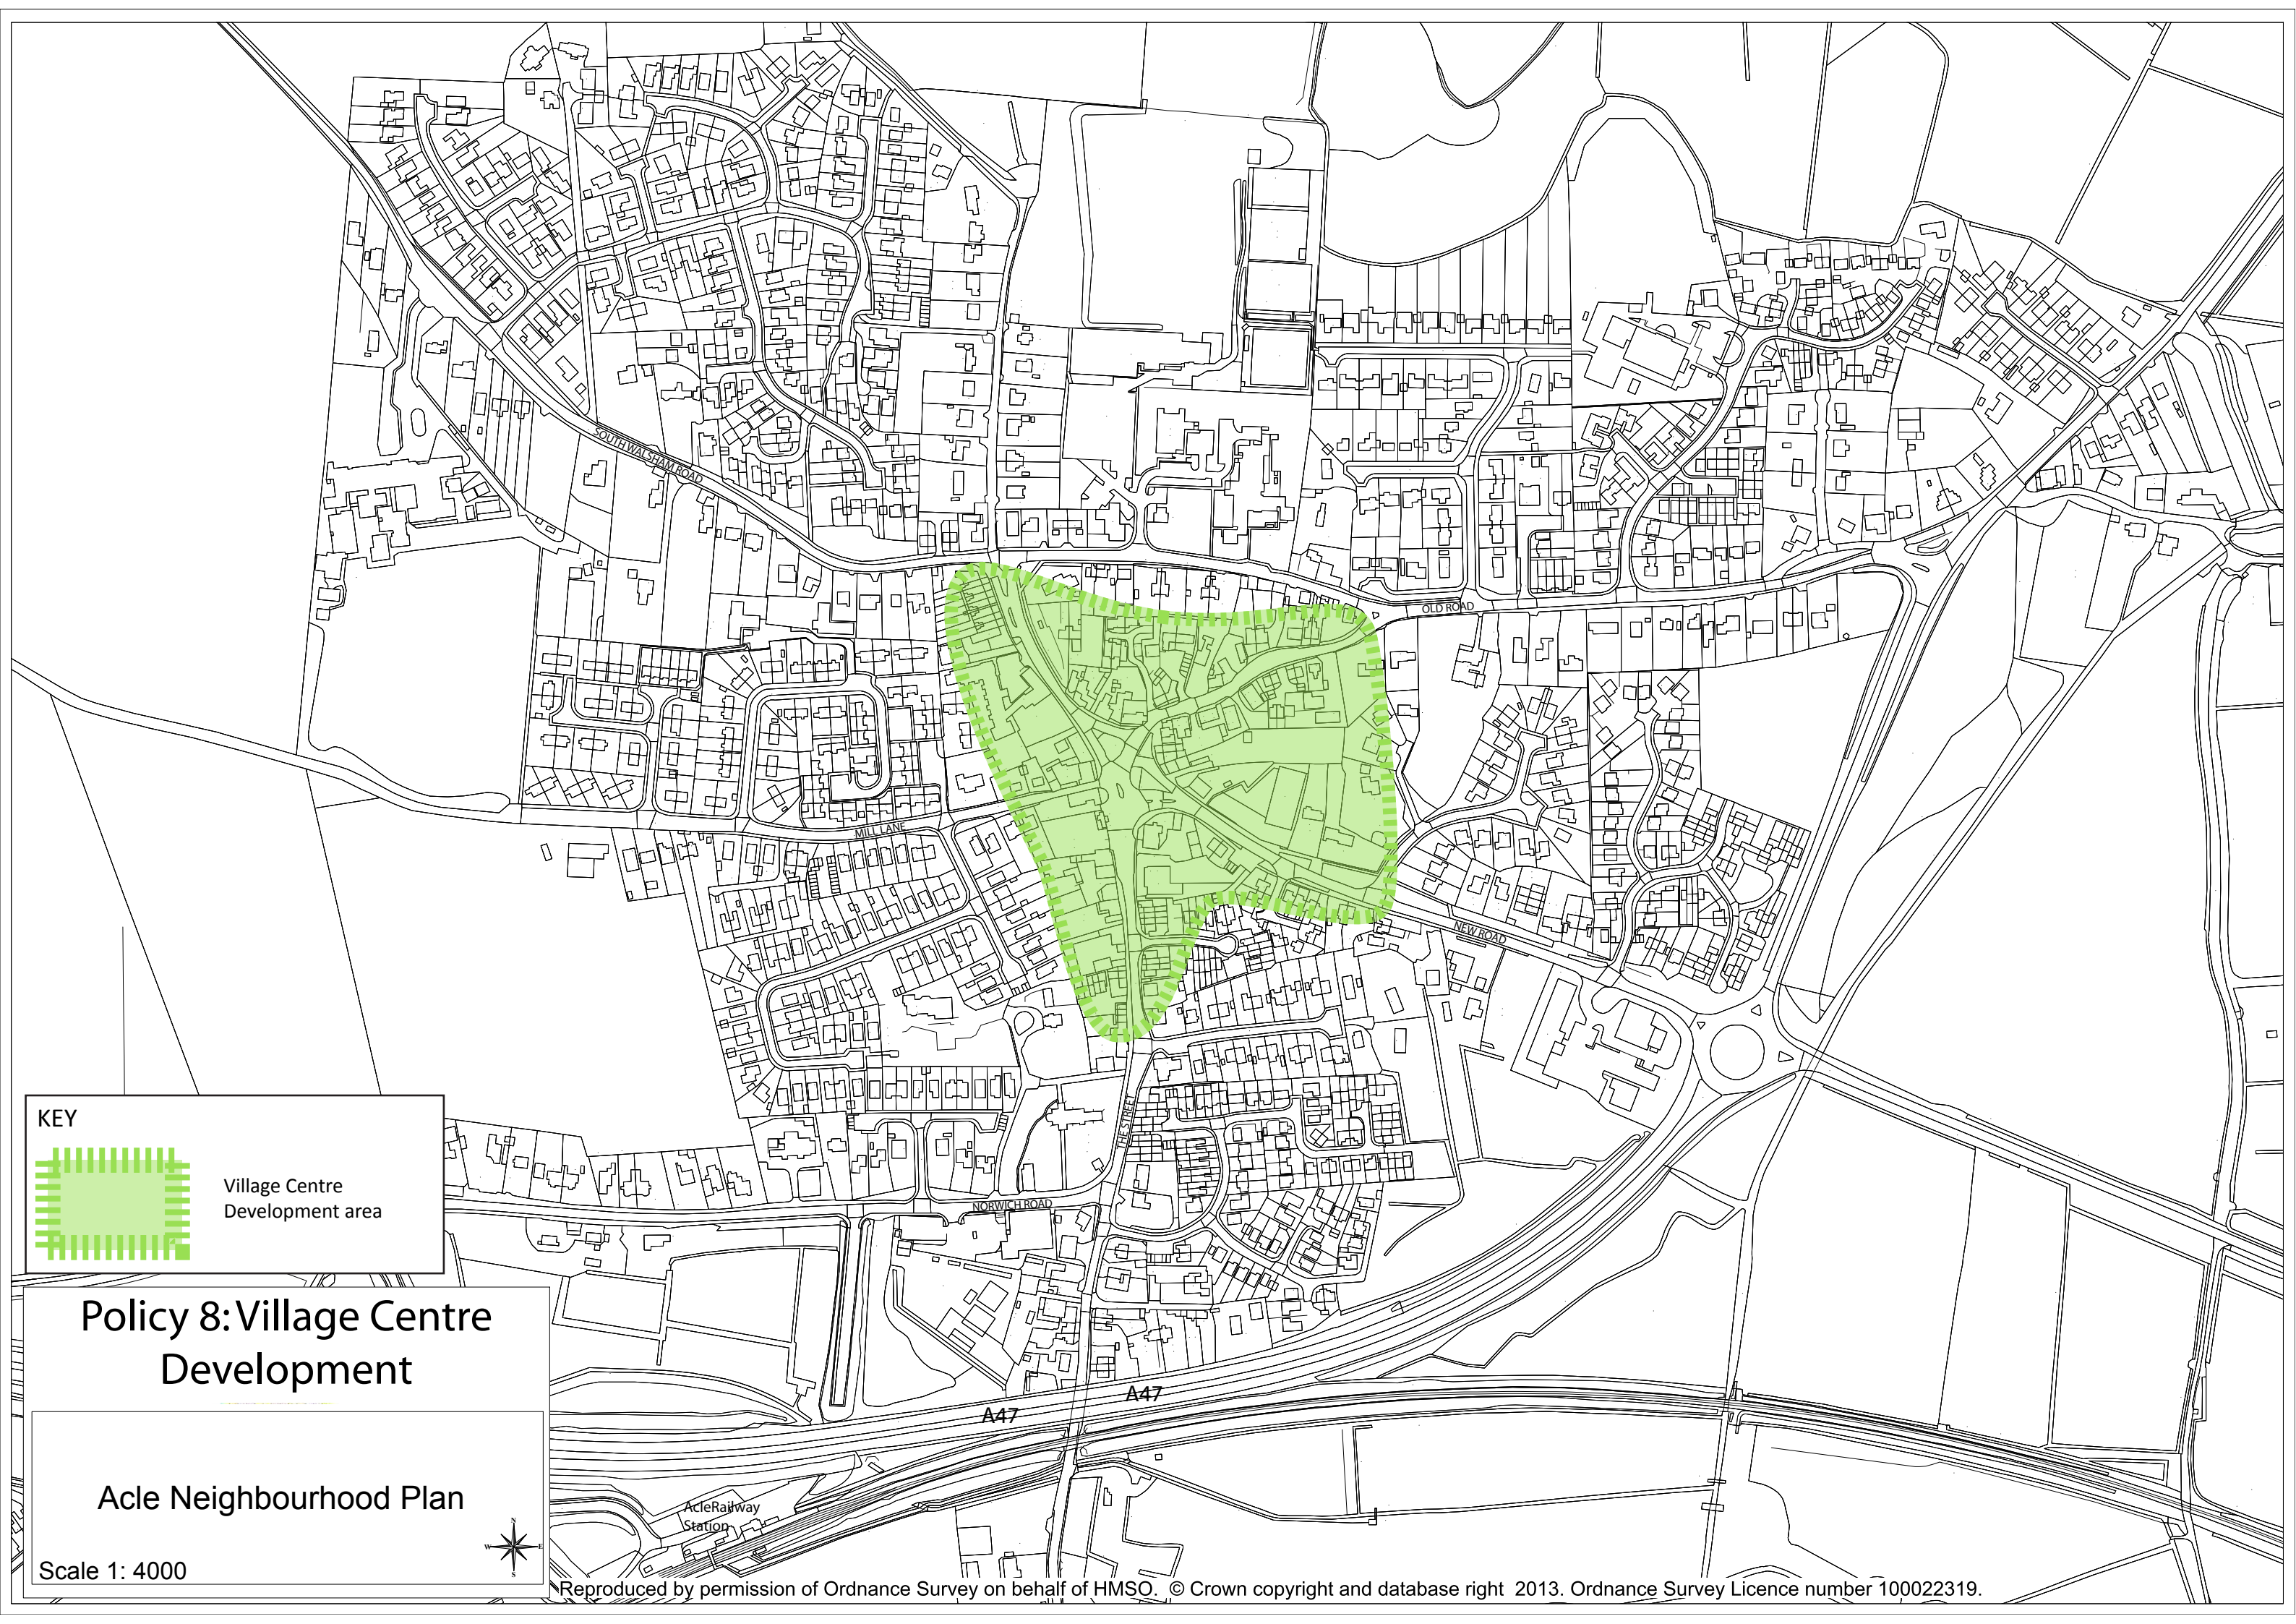 SOUTH WALSHAM ROAD
OLD ROAD
MILL LANE
NEW ROAD
THE STREET
NORWICH ROAD
A47
A47
AcleRailway
Station
KEY
Village Centre
Development area
Policy 8: Village Centre
Development
Acle Neighbourhood Plan
N
W
E
S
Scale 1: 4000
Reproduced by permission of Ordnance Survey on behalf of HMSO. © Crown copyright and database right 2013. Ordnance Survey Licence number 100022319.